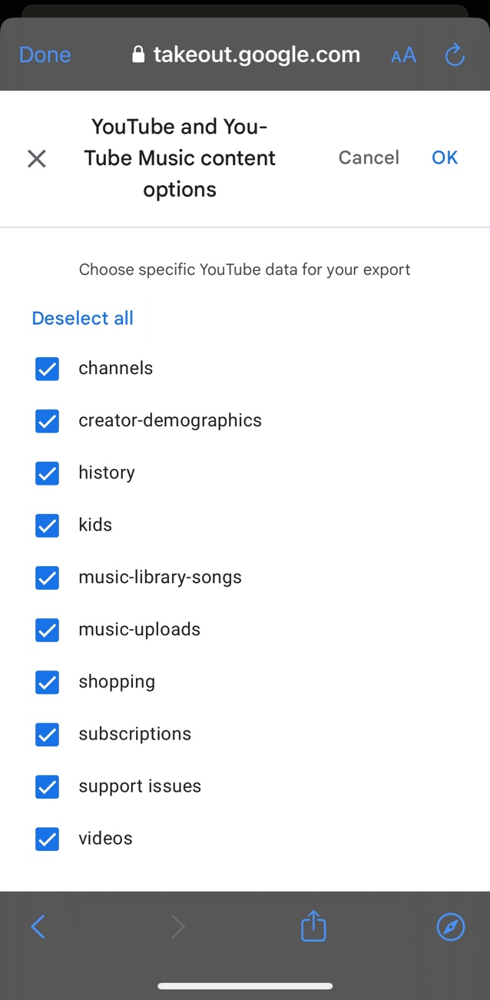 Done
takeout.google.com
AA
YouTube and You-
Tube Music content
options
Cancel
OK
Choose specific YouTube data for your export
Deselect all
channels
creator-demographics
history
kids
music-library-songs
music-uploads
shopping
subscriptions
support issues
videos